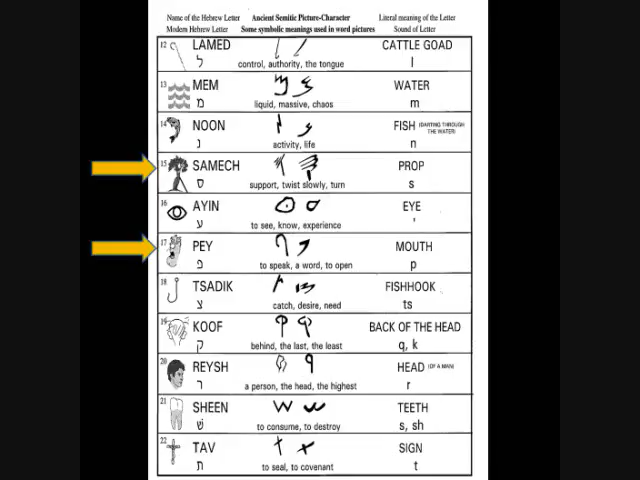 Name of the Hebrew Letter Ancient Semitic Picture-Character Literal meaning of the Letter
Modern Hebrew Letter Some symbolic meanings used in word pictures Sound of Letter
12 LAMED CATTLE GOAD
ל control, authority, the tongue l
13 MEM WATER
מ liquid, massive, chaos m
14 NOON FISH (DARTING THROUGH
THE WATER)
נ activity, life n
15 SAMECH PROP
ס support, twist slowly, turn s
16 AYIN EYE
ע to see, know, experience '
17 PEY MOUTH
פ to speak, a word, to open p
18 TSADIK FISHHOOK
צ catch, desire, need ts
19 KOOF BACK OF THE HEAD
ק behind, the last, the least q, k
20 REYSH HEAD (OF A MAN)
ר a person, the head, the highest r
21 SHEEN TEETH
שׁ to consume, to destroy s, sh
22 TAV SIGN
ת to seal, to covenant t